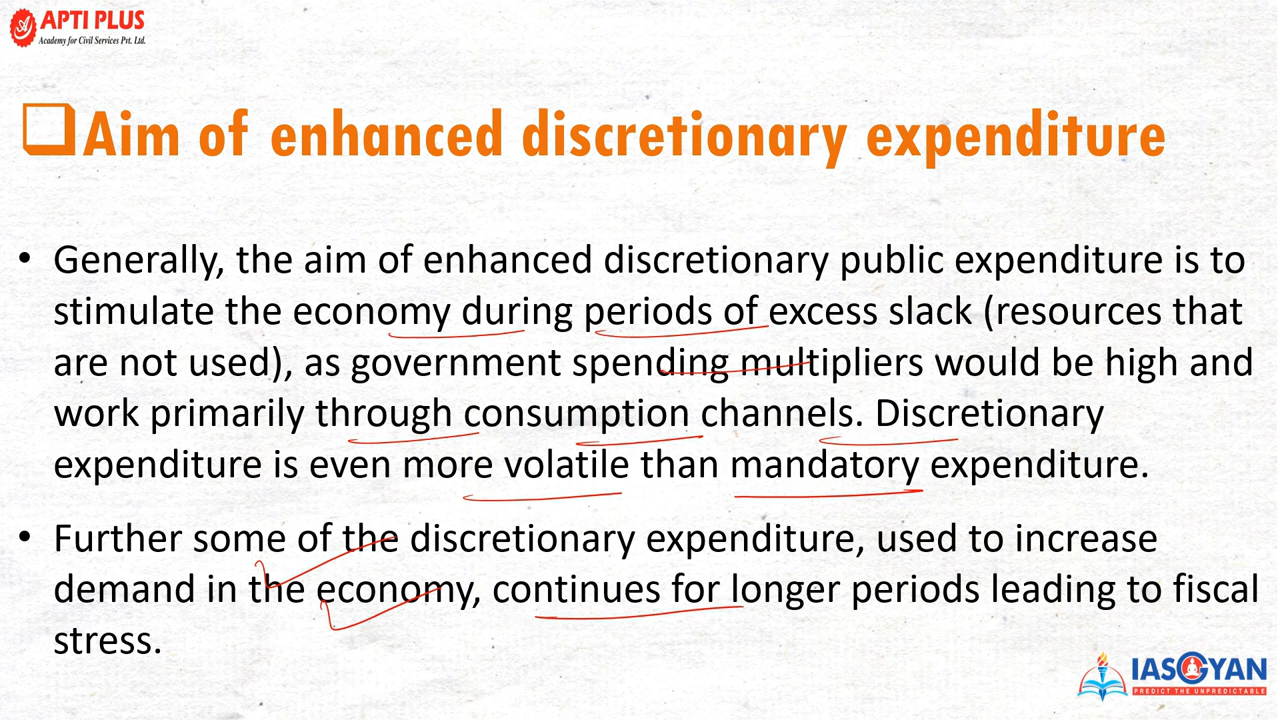 APTI PLUS
Academy for Civil Services Pvt. Ltd.
Aim of enhanced discretionary expenditure
• Generally, the aim of enhanced discretionary public expenditure is to
stimulate the economy during periods of excess slack (resources that
are not used), as government spending multipliers would be high and
work primarily through consumption channels. Discretionary
expenditure is even more volatile than mandatory expenditure.
• Further some of the discretionary expenditure, used to increase
demand in the economy, continues for longer periods leading to fiscal
stress.
IASGYAN
PREDICT THE UNPREDICTABLE